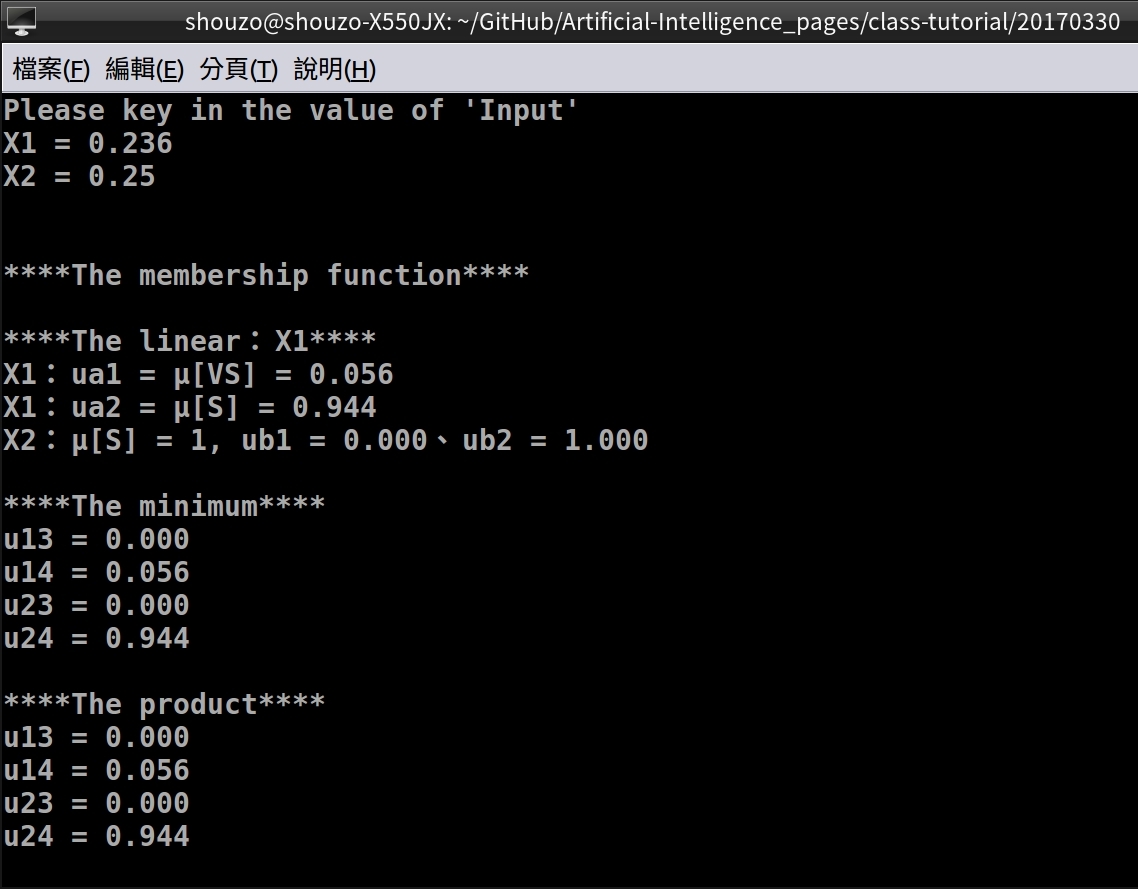 shouzo@shouzo-X550JX: ~/GitHub/Artificial-Intelligence_pages/class-tutorial/20170330
檔案(F) 編輯(E) 分頁(T) 說明(H)
Please key in the value of 'Input'
X1 = 0.236
X2 = 0.25
****The membership function****
****The linear：X1****
X1：ua1 = μ[VS] = 0.056
X1：ua2 = μ[S] = 0.944
X2：μ[S] = 1, ub1 = 0.000、ub2 = 1.000
****The minimum****
u13 = 0.000
u14 = 0.056
u23 = 0.000
u24 = 0.944
****The product****
u13 = 0.000
u14 = 0.056
u23 = 0.000
u24 = 0.944